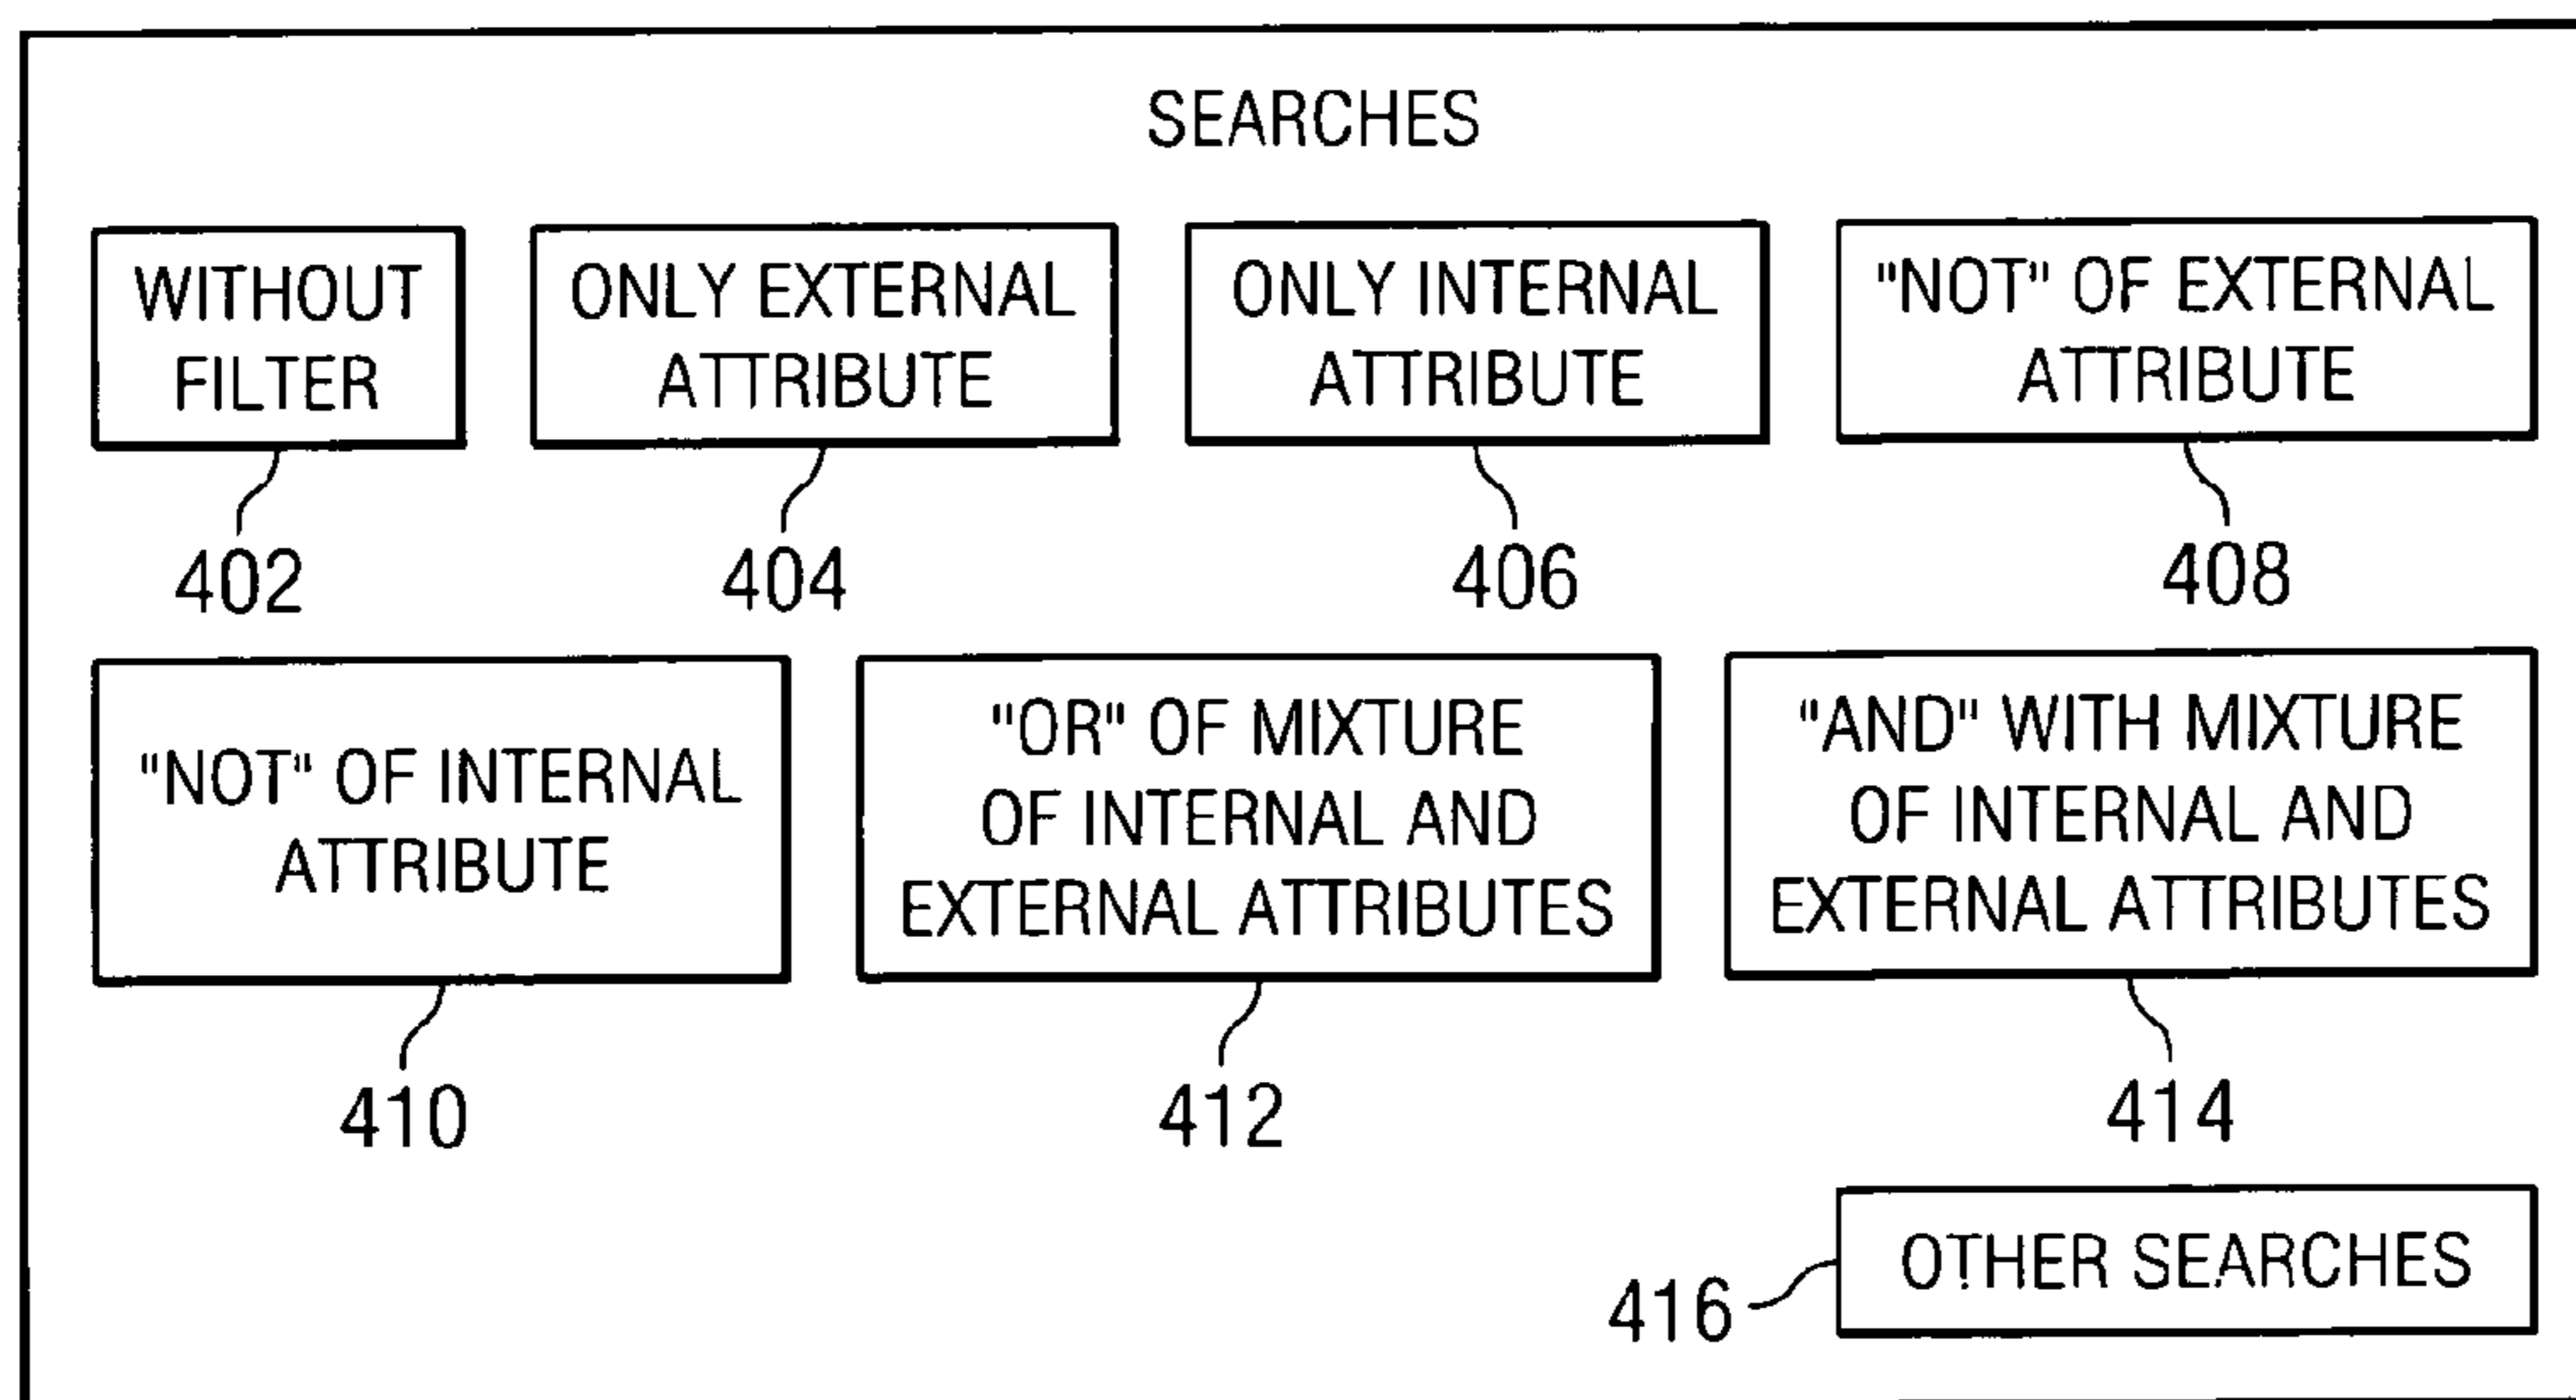 SEARCHES
WITHOUT
FILTER
ONLY EXTERNAL
ATTRIBUTE
ONLY INTERNAL
ATTRIBUTE
"NOT" OF EXTERNAL
ATTRIBUTE
402
404
406
408
"NOT" OF INTERNAL
ATTRIBUTE
"OR" OF MIXTURE
OF INTERNAL AND
EXTERNAL ATTRIBUTES
"AND" WITH MIXTURE
OF INTERNAL AND
EXTERNAL ATTRIBUTES
410
412
414
OTHER SEARCHES
416